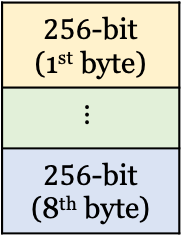 256-bit
(1st byte)
⋮
256-bit
(8th byte)